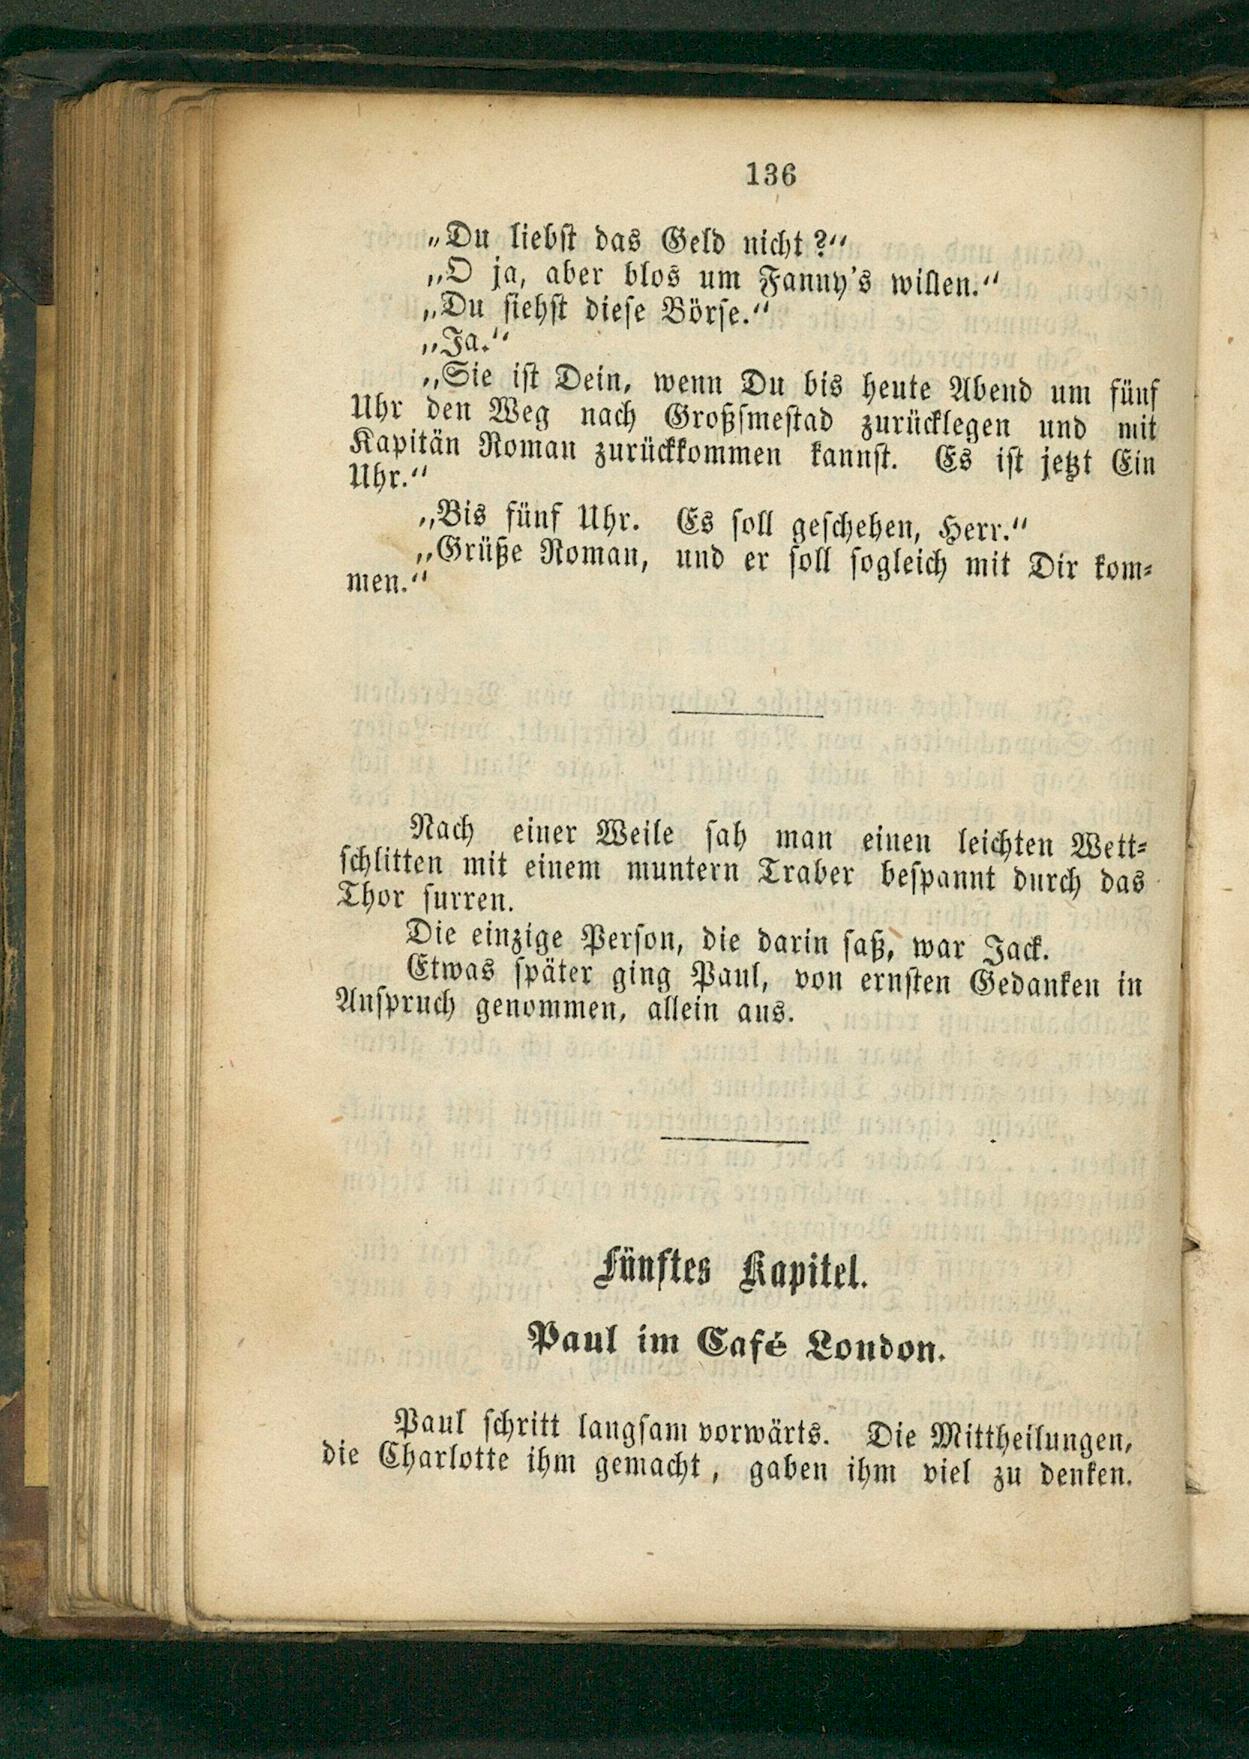 136
„Du liebst das Geld nicht?“
„O ja, aber blos um Fanny's willen.“
„Du siehst diese Börse.“
„Ja.“
„Sie ist Dein, wenn Du bis heute Abend um fünf
Uhr den Weg nach Großsmestad zurücklegen und mit
Kapitän Roman zurückkommen kannst. Es ist jetzt Ein
Uhr.“
„Bis fünf Uhr. Es soll geschehen, Herr.“
„Grüße Roman, und er soll sogleich mit Dir kom-
men.“
Nach einer Weile sah man einen leichten Wett-
schlitten mit einem muntern Traber bespannt durch das
Thor surren.
Die einzige Person, die darin saß, war Jack.
Etwas später ging Paul, von ernsten Gedanken in
Anspruch genommen, allein aus.
Fünftes Kapitel.
Paul im Café London.
Paul schritt langsam vorwärts. Die Mittheilungen,
die Charlotte ihm gemacht, gaben ihm viel zu denken.